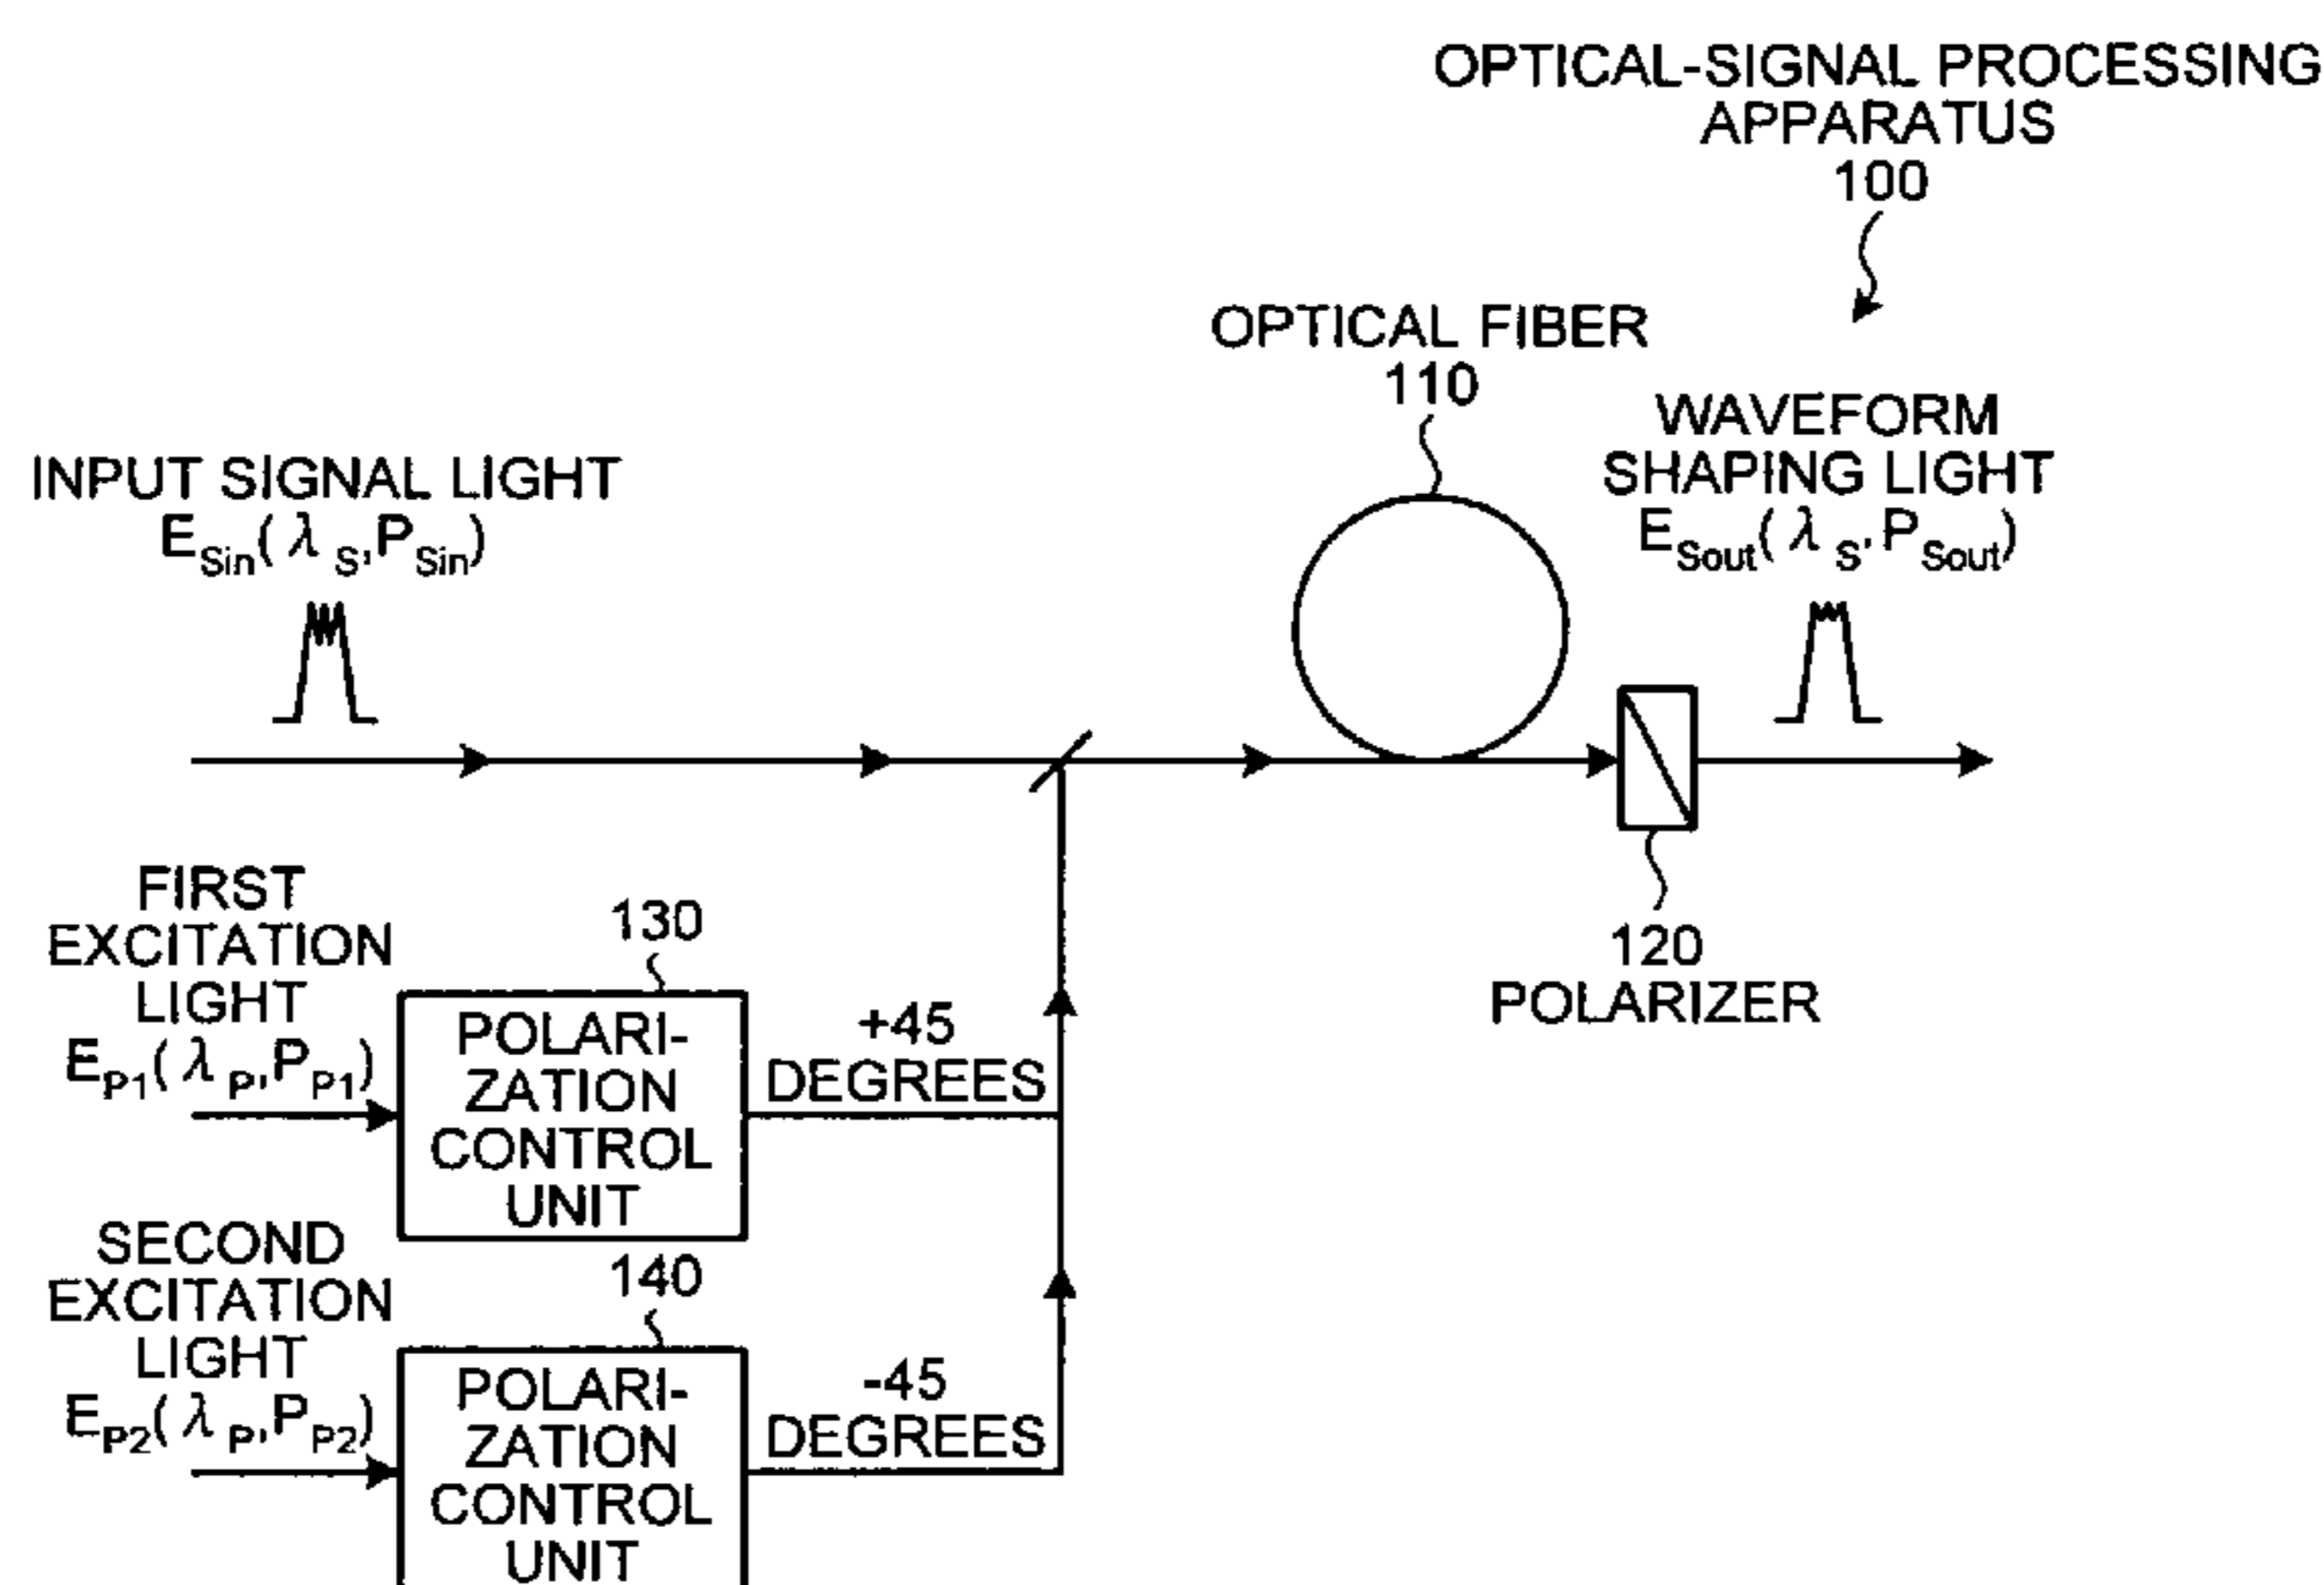 OPTICAL-SIGNAL PROCESSING
APPARATUS
100
OPTICAL FIBER
110
WAVEFORM
SHAPING LIGHT
E_Sout(λ_S,P_Sout)
INPUT SIGNAL LIGHT
E_Sin(λ_S,P_Sin)
120
POLARIZER
FIRST
EXCITATION
LIGHT
E_P1(λ_P,P_P1)
130
POLARI-
ZATION
CONTROL
UNIT
+45
DEGREES
SECOND
EXCITATION
LIGHT
E_P2(λ_P,P_P2)
140
POLARI-
ZATION
CONTROL
UNIT
-45
DEGREES